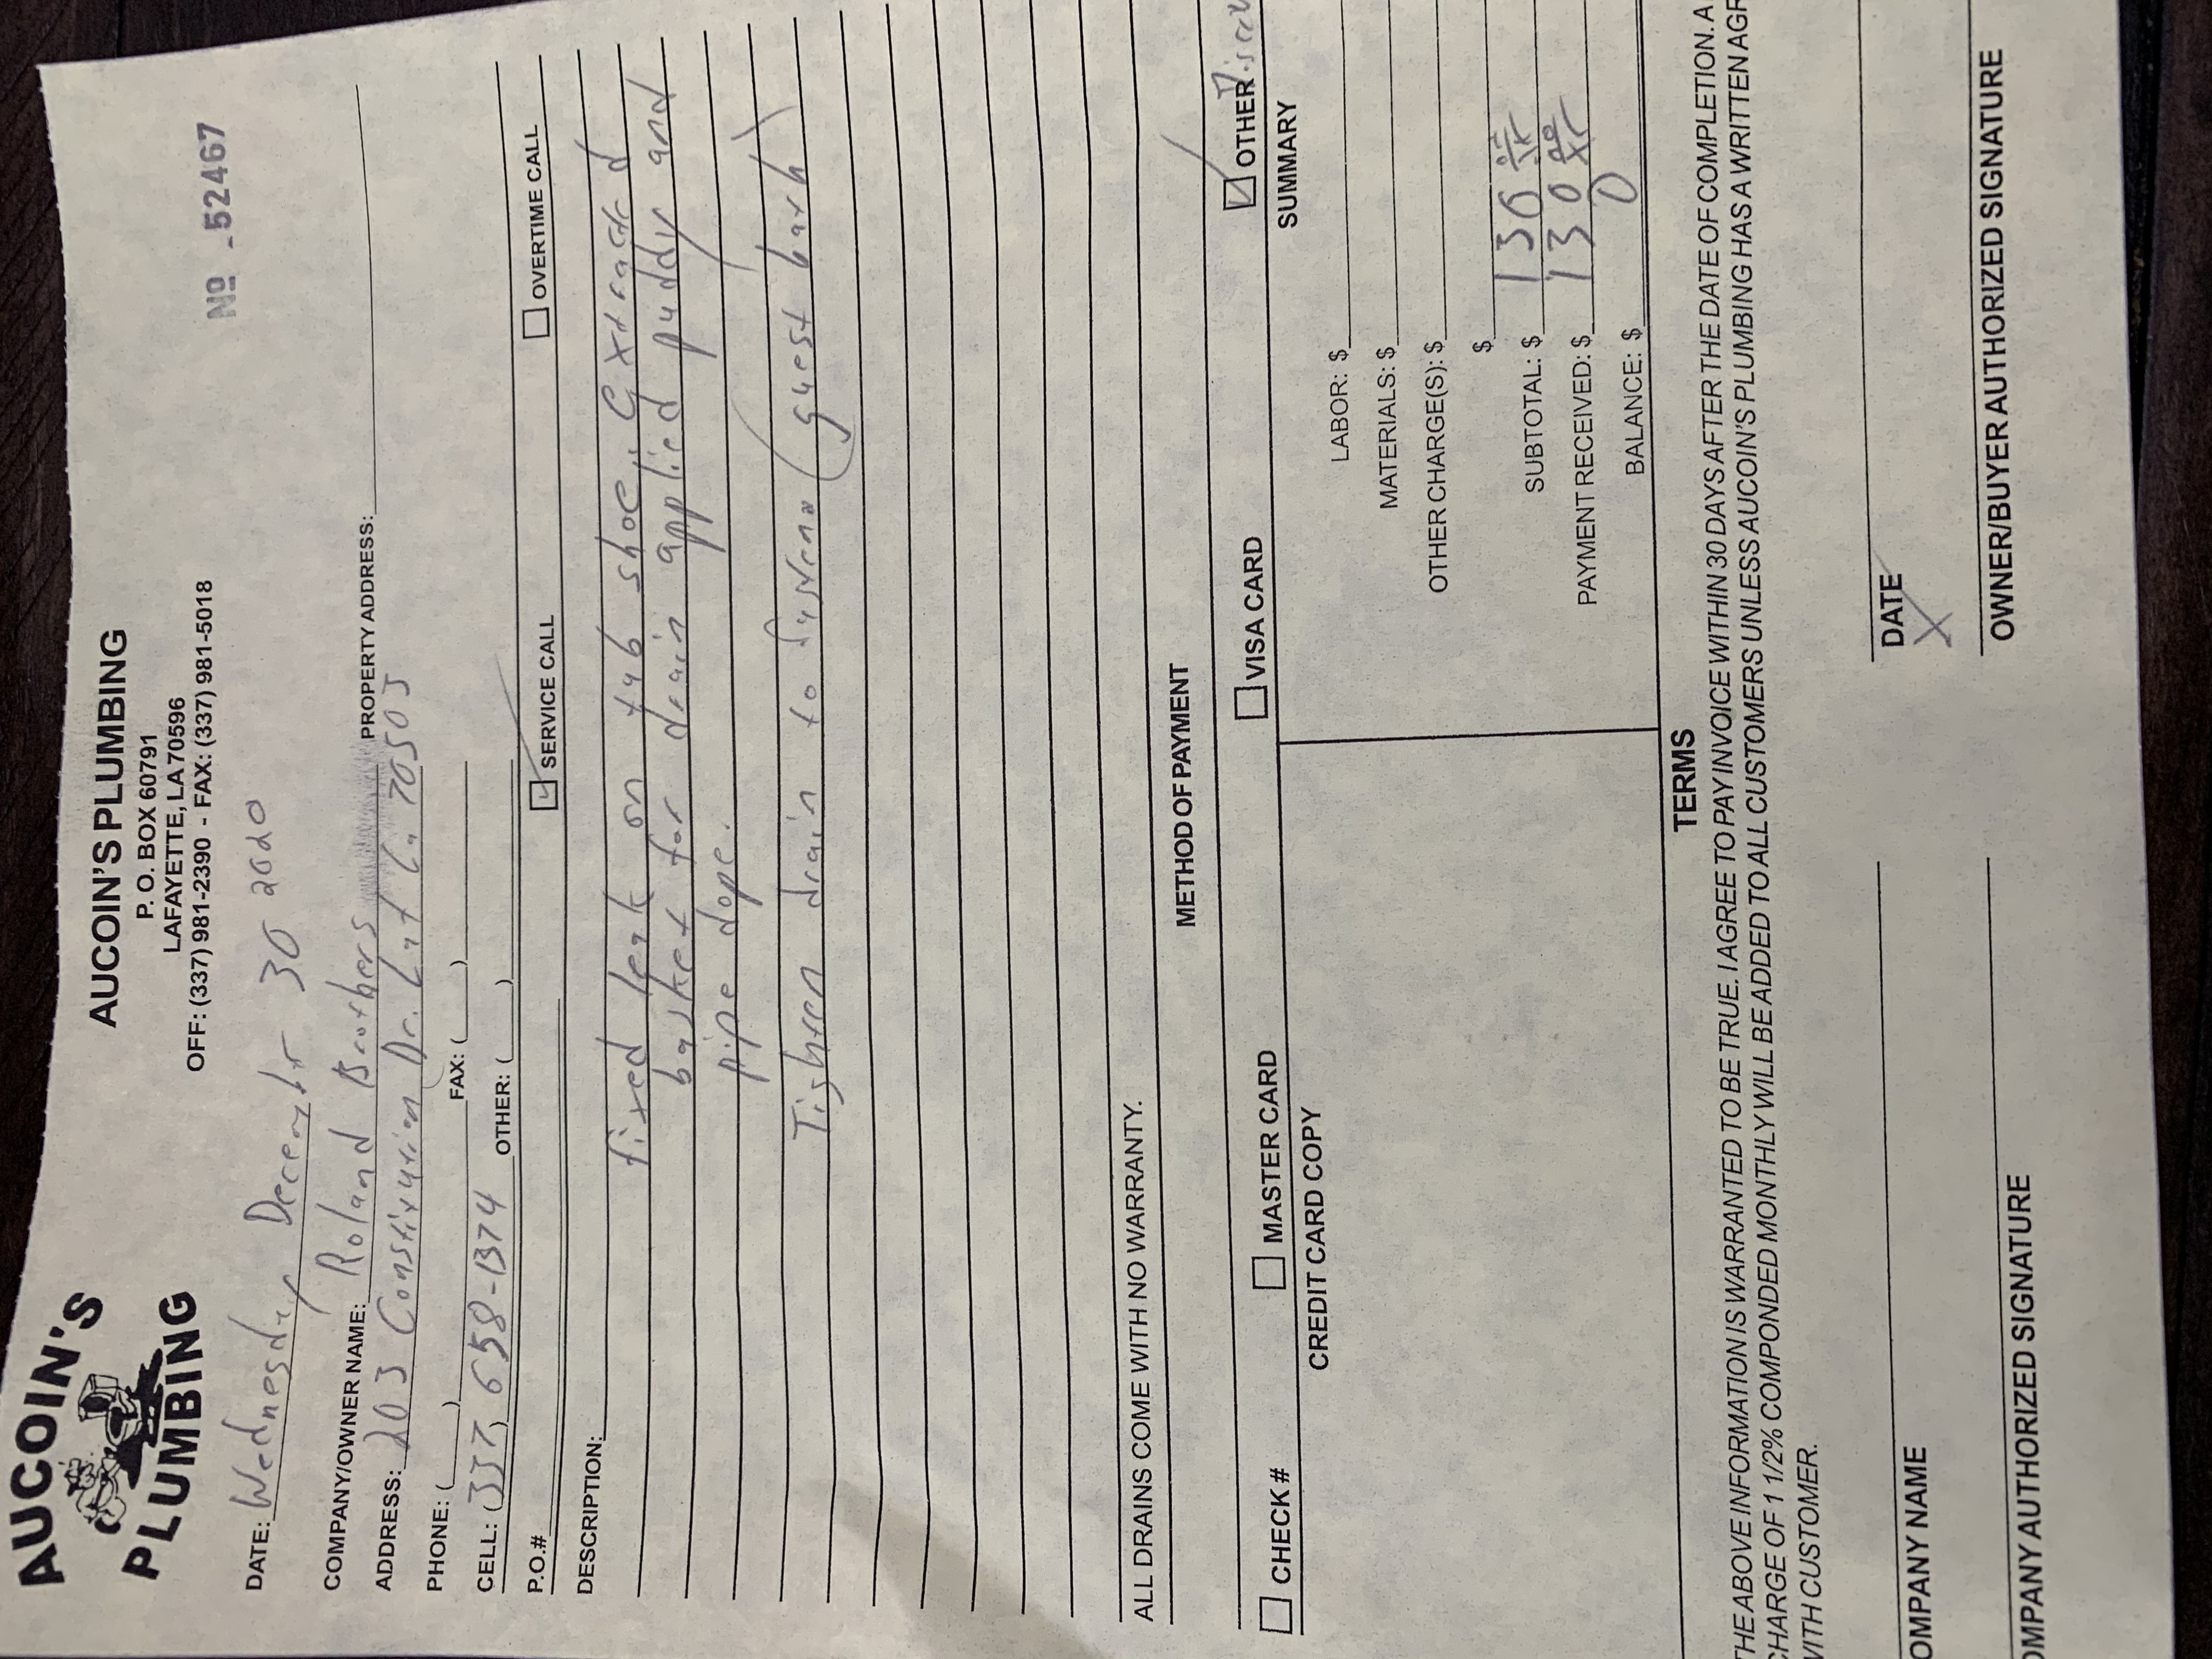 AUCOIN'S
PLUMBING
AUCOIN'S PLUMBING
P. O. BOX 60791
LAFAYETTE, LA 70596
OFF: (337) 981-2390 - FAX: (337) 981-5018
Nº 52467
DATE: Wednesday December 30 2020
COMPANY/OWNER NAME: Roland Brothers PROPERTY ADDRESS:
ADDRESS: 203 Constitution Dr. Laf La 70503
PHONE: ( ) FAX: ( )
CELL: (337) 658-1374 OTHER: ( )
P.O.# SERVICE CALL OVERTIME CALL
DESCRIPTION:
fixed leak on tub shoe. Extracted
basket for drain applied puddy and
pipe dope.
Tighten drain to (guest bath)
ALL DRAINS COME WITH NO WARRANTY.
METHOD OF PAYMENT
CHECK # MASTER CARD VISA CARD OTHER
CREDIT CARD COPY
SUMMARY
LABOR: $
MATERIALS: $
OTHER CHARGE(S): $
$
SUBTOTAL: $ 130 00/xx
PAYMENT RECEIVED: $ 130 00/xx
BALANCE: $ 0
TERMS
THE ABOVE INFORMATION IS WARRANTED TO BE TRUE. I AGREE TO PAY INVOICE WITHIN 30 DAYS AFTER THE DATE OF COMPLETION. A
CHARGE OF 1 1/2% COMPONDED MONTHLY WILL BE ADDED TO ALL CUSTOMERS UNLESS AUCOIN'S PLUMBING HAS A WRITTEN AGR
WITH CUSTOMER.
OMPANY NAME
DATE
X
OMPANY AUTHORIZED SIGNATURE
OWNER/BUYER AUTHORIZED SIGNATURE